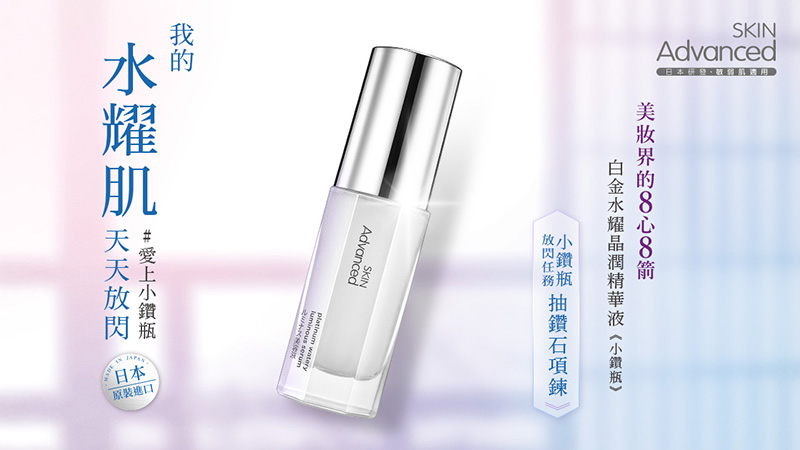 SKIN
Advanced
日本研發・敏弱肌適用
美妝界的8心8箭
白金水耀晶潤精華液《小鑽瓶》
小鑽瓶
放閃任務
抽鑽石項鍊
我的
水耀肌
天天放閃
#愛上小鑽瓶
MADE IN JAPAN
日本
原裝進口
SKIN
Advanced
platinum watery
luminous serum